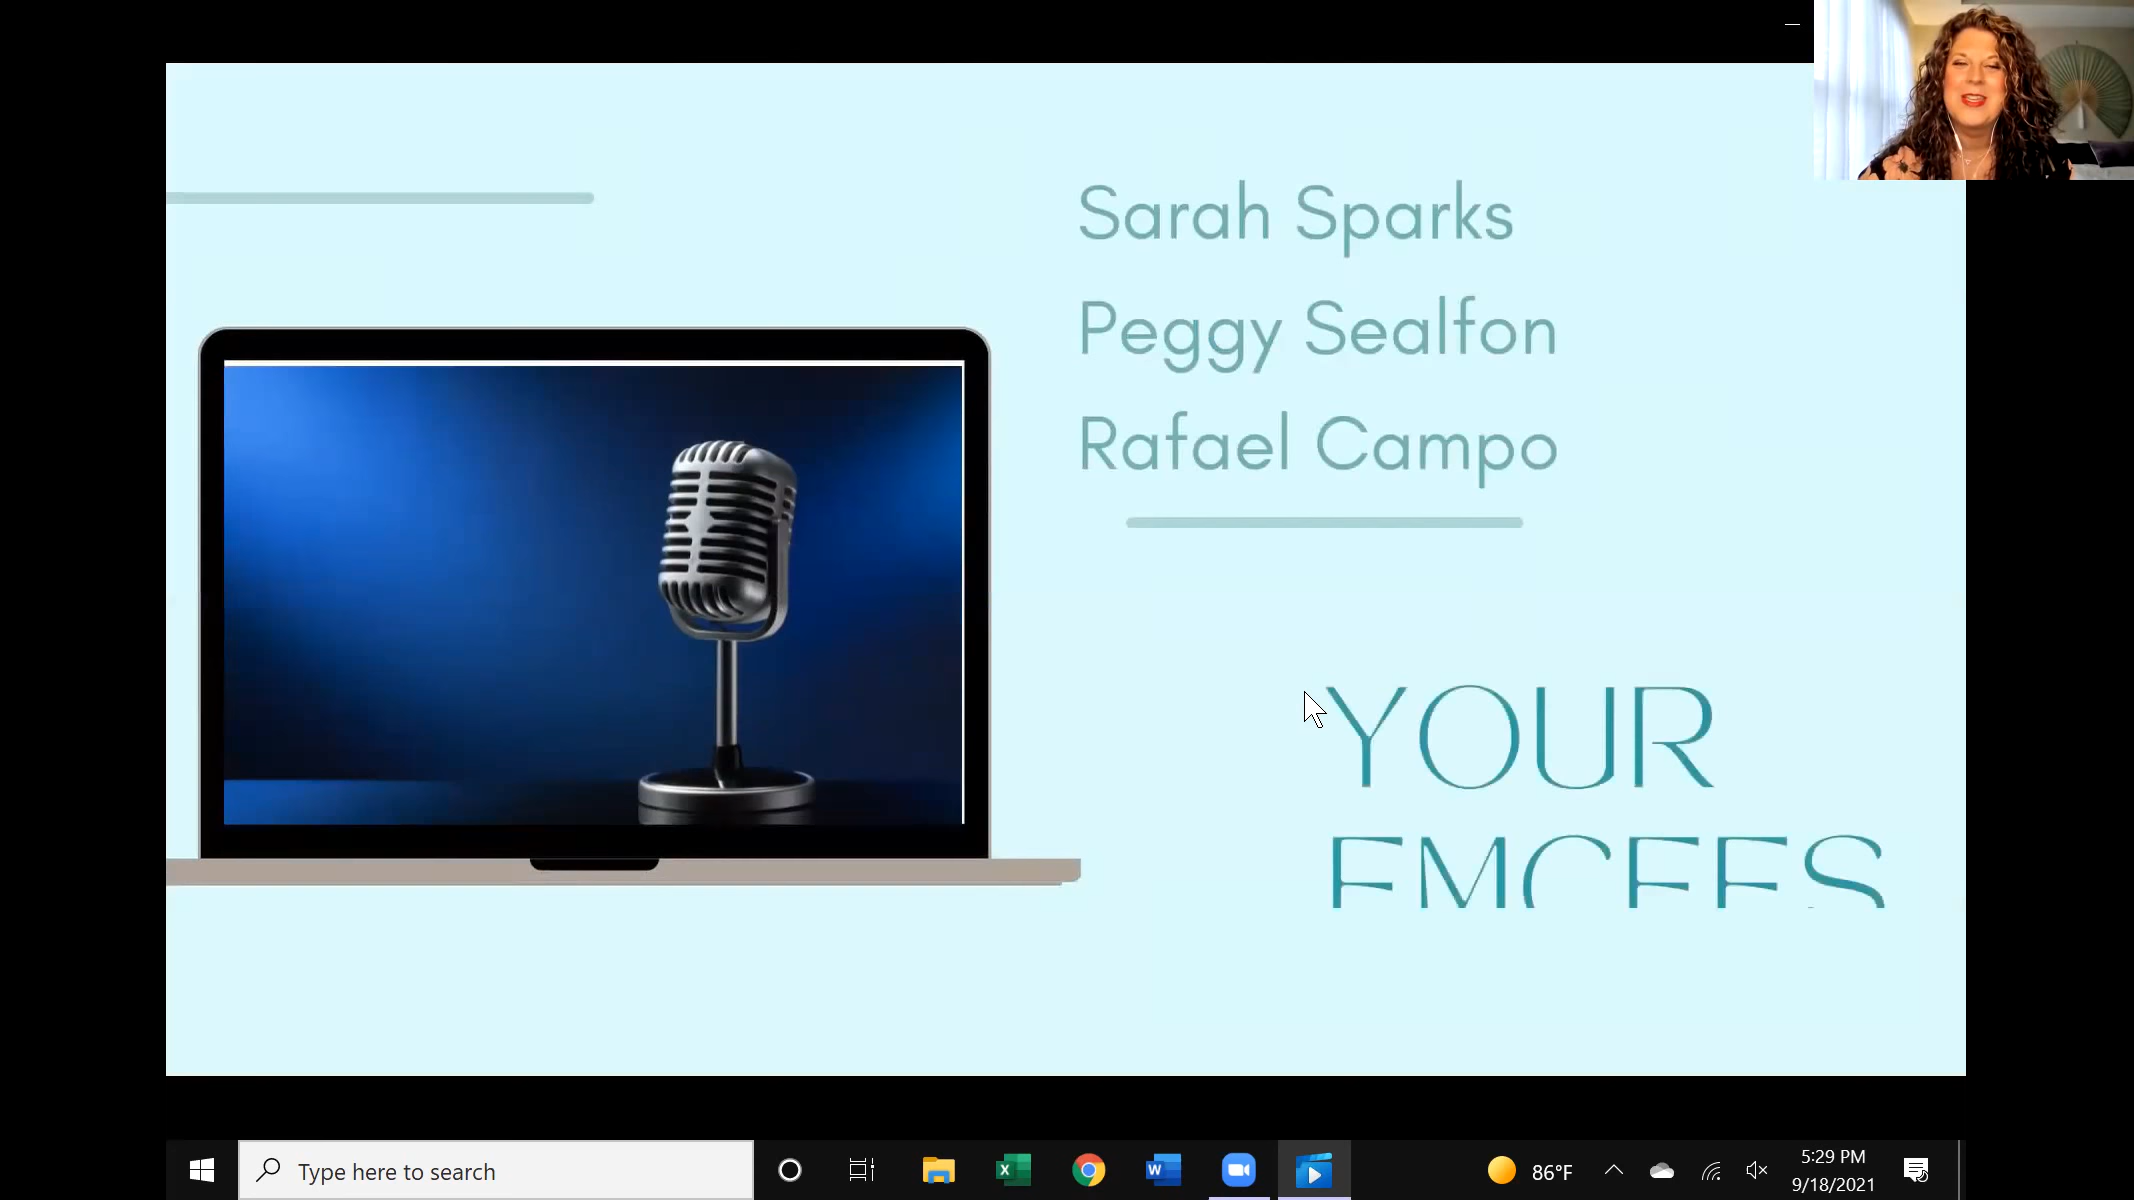 Sarah Sparks
Peggy Sealfon
Rafael Campo
YOUR
EMCEES
Type here to search
86°F
5:29 PM
9/18/2021